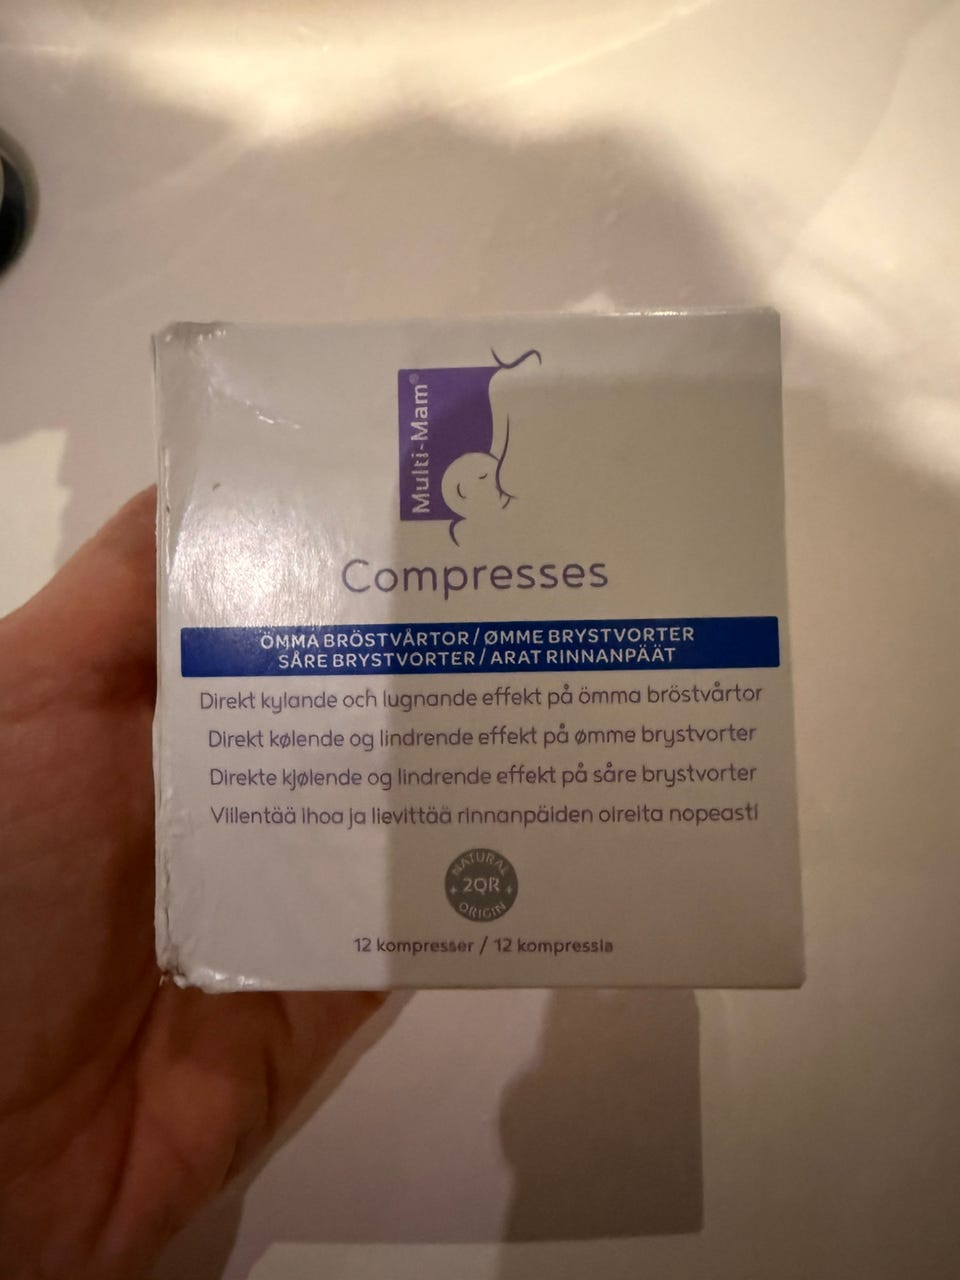 Multi-Mam®
Compresses
ÖMMA BRÖSTVÅRTOR / ØMME BRYSTVORTER
SÅRE BRYSTVORTER / ARAT RINNANPÄÄT
Direkt kylande och lugnande effekt på ömma bröstvårtor
Direkt kølende og lindrende effekt på ømme brystvorter
Direkte kjølende og lindrende effekt på såre brystvorter
Viilentää ihoa ja lievittää rinnanpäiden oireita nopeasti
NATURAL
+ 2QR +
ORIGIN
12 kompresser / 12 kompressia